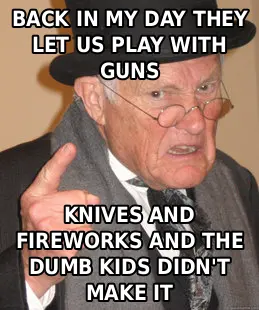 BACK IN MY DAY THEY
LET US PLAY WITH
GUNS
KNIVES AND
FIREWORKS AND THE
DUMB KIDS DIDN'T
MAKE IT